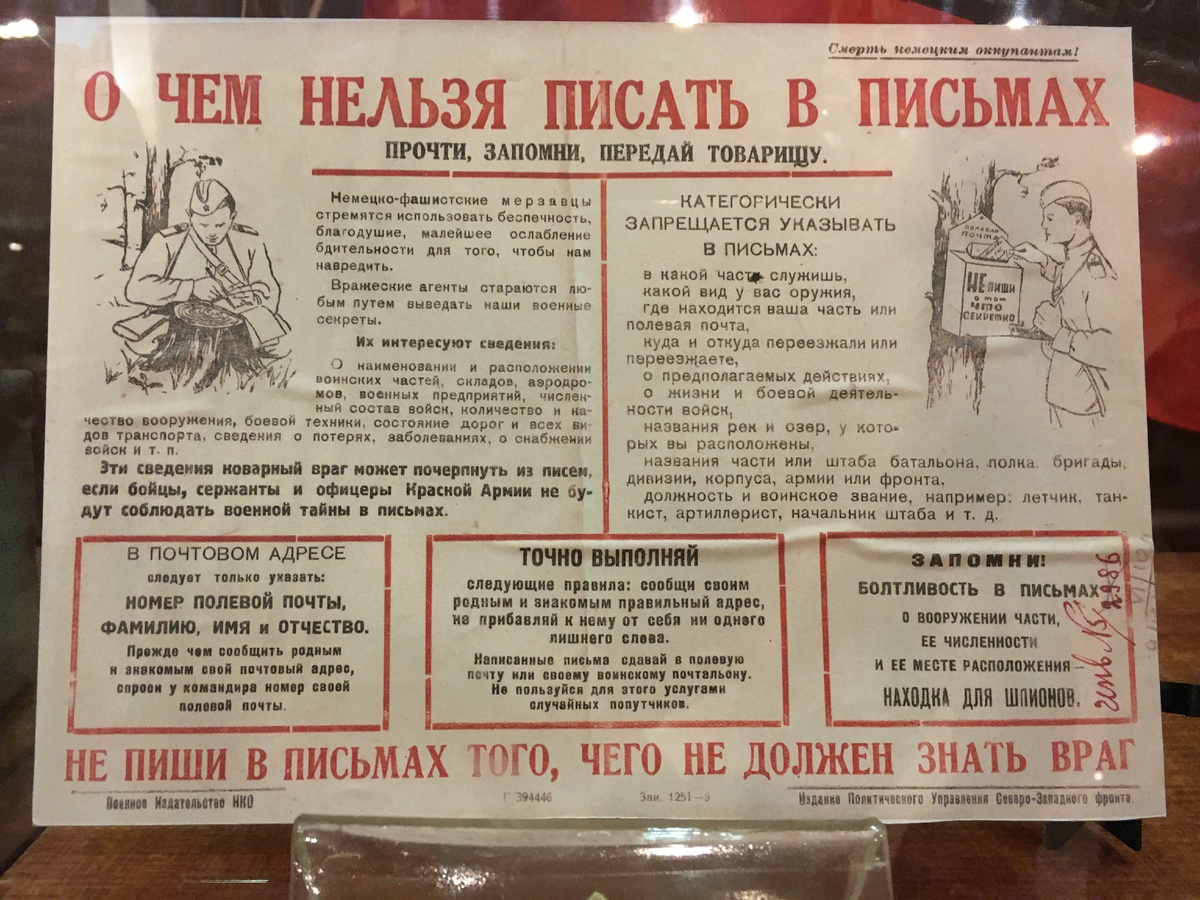 Смерть немецким оккупантам!
О ЧЕМ НЕЛЬЗЯ ПИСАТЬ В ПИСЬМАХ
ПРОЧТИ, ЗАПОМНИ, ПЕРЕДАЙ ТОВАРИЩУ.
Немецко-фашистские мерзавцы
стремятся использовать беспечность,
благодушие, малейшее ослабление
бдительности для того, чтобы нам
навредить.
Вражеские агенты стараются лю-
бым путем выведать наши военные
секреты.
Их интересуют сведения:
О наименовании и расположении
воинских частей, складов, аэродро-
мов, военных предприятий, числен-
ный состав войск, количество и ка-
чество вооружения, боевой техники, состояние дорог и всех ви-
дов транспорта, сведения о потерях, заболеваниях, о снабжении
войск и т. п.
Эти сведения коварный враг может почерпнуть из писем,
если бойцы, сержанты и офицеры Красной Армии не бу-
дут соблюдать военной тайны в письмах.
КАТЕГОРИЧЕСКИ
ЗАПРЕЩАЕТСЯ УКАЗЫВАТЬ
В ПИСЬМАХ:
в какой части служишь,
какой вид у вас оружия,
где находится ваша часть или
полевая почта,
куда и откуда переезжали или
переезжаете,
о предполагаемых действиях,
о жизни и боевой деятель-
ности войск,
названия рек и озер, у кото-
рых вы расположены,
названия части или штаба батальона, полка, бригады,
дивизии, корпуса, армии или фронта,
должность и воинское звание, например: летчик, тан-
кист, артиллерист, начальник штаба и т. д.
ПОЛЕВАЯ
ПОЧТА
НЕ ПИШИ
о том
ЧТО
СЕКРЕТНО
В ПОЧТОВОМ АДРЕСЕ
следует только указать:
НОМЕР ПОЛЕВОЙ ПОЧТЫ,
ФАМИЛИЮ, ИМЯ и ОТЧЕСТВО.
Прежде чем сообщить родным
и знакомым свой почтовый адрес,
спроси у командира номер своей
полевой почты.
ТОЧНО ВЫПОЛНЯЙ
следующие правила: сообщи своим
родным и знакомым правильный адрес,
не прибавляй к нему от себя ни одного
лишнего слова.
Написанные письма сдавай в полевую
почту или своему воинскому почтальону.
Не пользуйся для этого услугами
случайных попутчиков.
ЗАПОМНИ!
БОЛТЛИВОСТЬ В ПИСЬМАХ
О ВООРУЖЕНИИ ЧАСТИ,
ЕЕ ЧИСЛЕННОСТИ
И ЕЕ МЕСТЕ РАСПОЛОЖЕНИЯ —
НАХОДКА ДЛЯ ШПИОНОВ.
инв №
2986
НЕ ПИШИ В ПИСЬМАХ ТОГО, ЧЕГО НЕ ДОЛЖЕН ЗНАТЬ ВРАГ
Военное Издательство НКО
Г 394446
Зак. 1251—3
Издание Политического Управления Северо-Западного фронта.